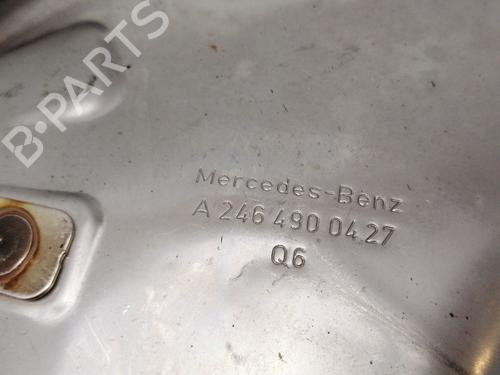 B-PARTS
Mercedes-Benz
A 246 490 04 27
Q6